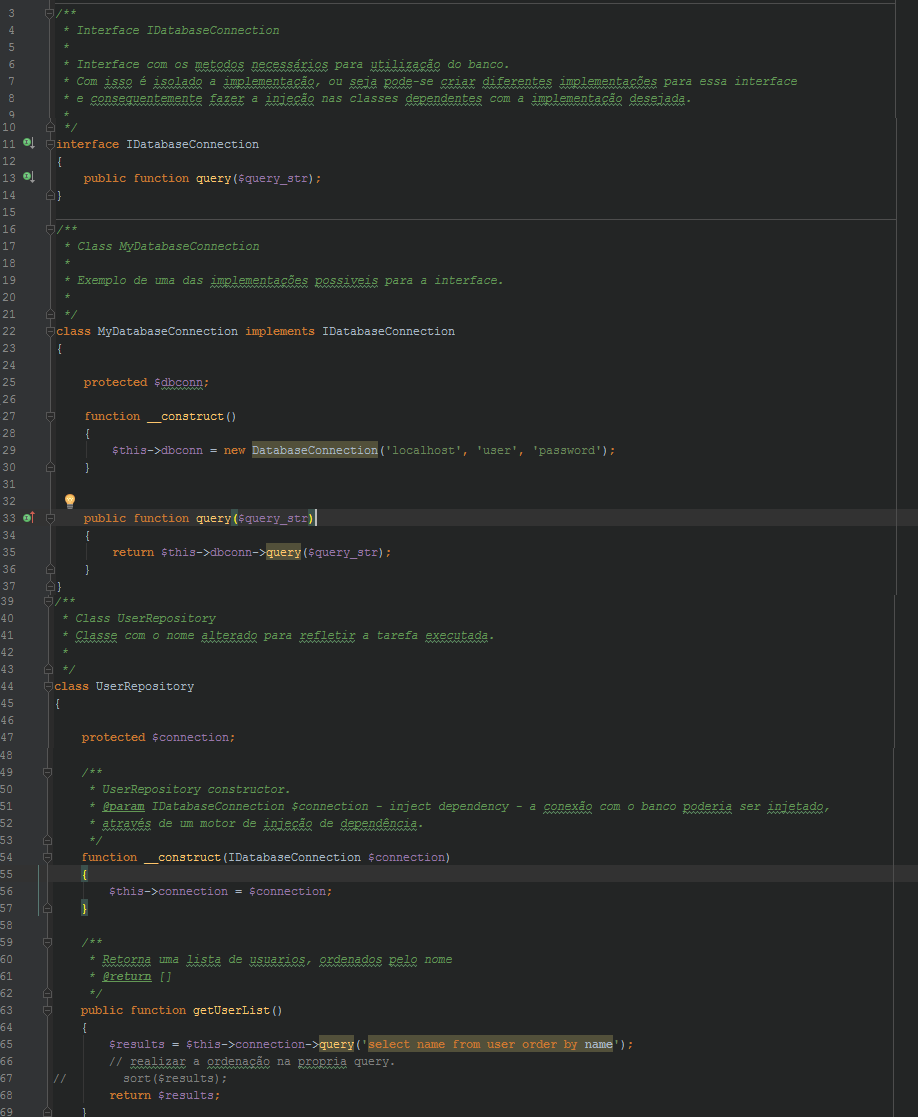 3 /**
4  * Interface IDatabaseConnection
5  *
6  * Interface com os metodos necessários para utilização do banco.
7  * Com isso é isolado a implementação, ou seja pode-se criar diferentes implementações para essa interface
8  * e consequentemente fazer a injeção nas classes dependentes com a implementação desejada.
9  *
10  */
11 interface IDatabaseConnection
12 {
13     public function query($query_str);
14 }
15
16 /**
17  * Class MyDatabaseConnection
18  *
19  * Exemplo de uma das implementações possiveis para a interface.
20  *
21  */
22 class MyDatabaseConnection implements IDatabaseConnection
23 {
24
25     protected $dbconn;
26
27     function __construct()
28     {
29         $this->dbconn = new DatabaseConnection('localhost', 'user', 'password');
30     }
31
32
33     public function query($query_str)
34     {
35         return $this->dbconn->query($query_str);
36     }
37 }
39 /**
40  * Class UserRepository
41  * Classe com o nome alterado para refletir a tarefa executada.
42  *
43  */
44 class UserRepository
45 {
46
47     protected $connection;
48
49     /**
50      * UserRepository constructor.
51      * @param IDatabaseConnection $connection - inject dependency - a conexão com o banco poderia ser injetado,
52      * através de um motor de injeção de dependência.
53      */
54     function __construct(IDatabaseConnection $connection)
55     {
56         $this->connection = $connection;
57     }
58
59     /**
60      * Retorna uma lista de usuarios, ordenados pelo nome
61      * @return []
62      */
63     public function getUserList()
64     {
65         $results = $this->connection->query('select name from user order by name');
66         // realizar a ordenação na propria query.
67 //        sort($results);
68         return $results;
69     }